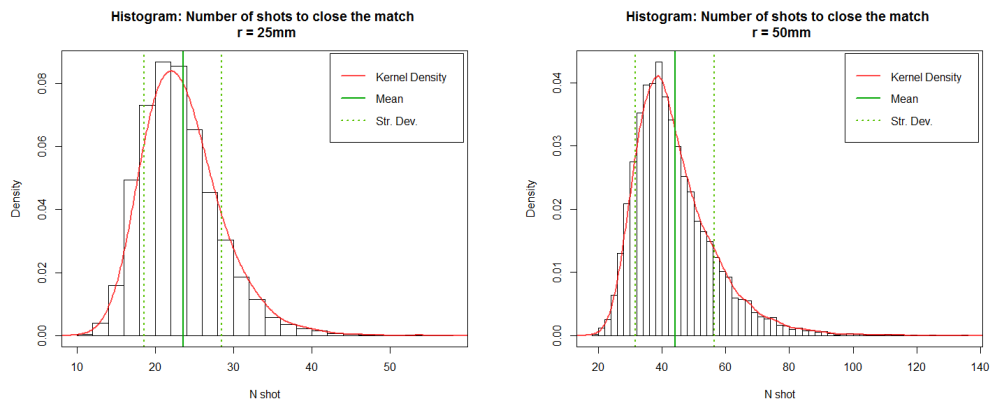 Histogram: Number of shots to close the match
r = 25mm
Kernel Density
Mean
Str. Dev.
Density
0.00
0.02
0.04
0.06
0.08
10 20 30 40 50
N shot
Histogram: Number of shots to close the match
r = 50mm
Kernel Density
Mean
Str. Dev.
Density
0.00
0.01
0.02
0.03
0.04
20 40 60 80 100 120 140
N shot